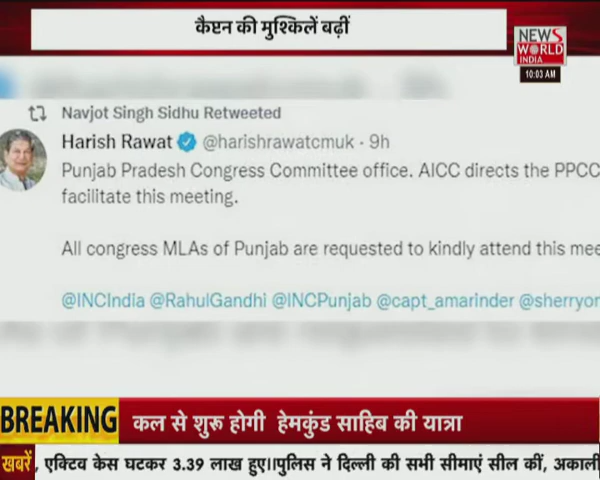 कैप्टन की मुश्किलें बढ़ीं
NEWS
WORLD
INDIA
10:03 AM
Navjot Singh Sidhu Retweeted
Harish Rawat @harishrawatcmuk · 9h
Punjab Pradesh Congress Committee office. AICC directs the PPCC
facilitate this meeting.
All congress MLAs of Punjab are requested to kindly attend this mee
@INCIndia @RahulGandhi @INCPunjab @capt_amarinder @sherryon
BREAKING कल से शुरू होगी हेमकुंड साहिब की यात्रा
खबरें , एक्टिव केस घटकर 3.39 लाख हुए।।पुलिस ने दिल्ली की सभी सीमाएं सील कीं, अकाली